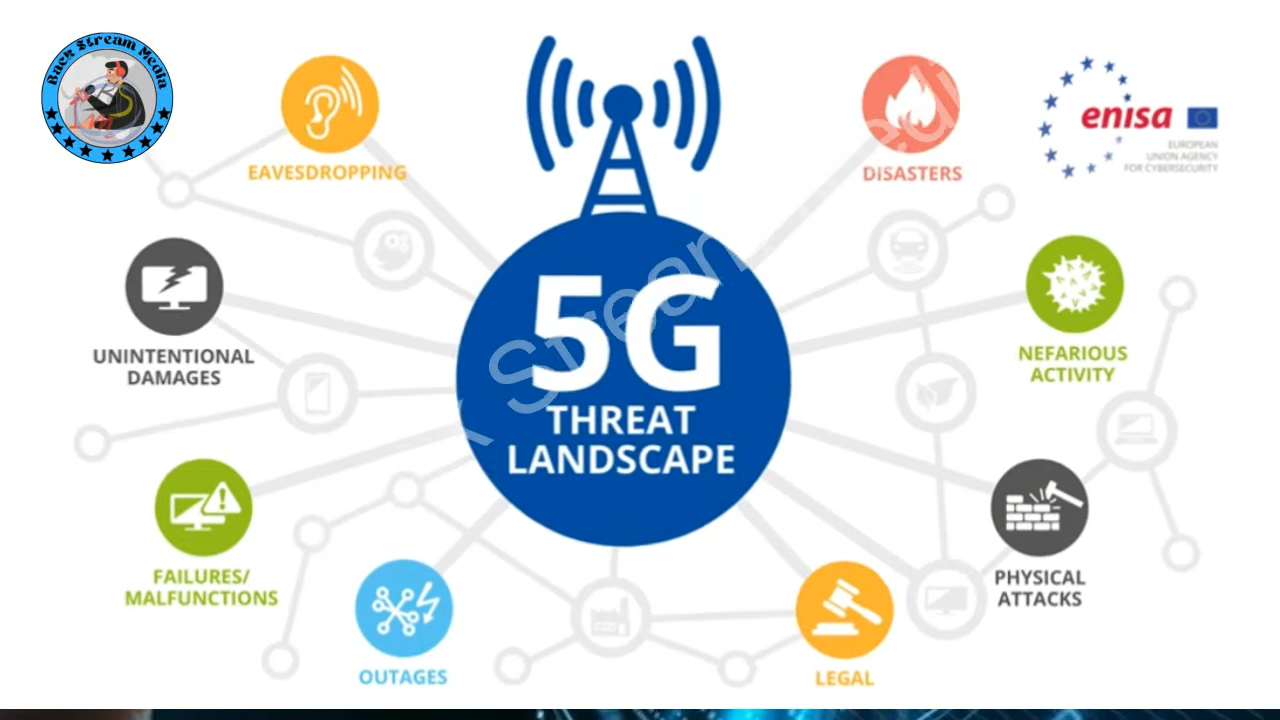 Back Stream Media
EAVESDROPPING
DISASTERS
enisa
EUROPEAN
UNION AGENCY
FOR CYBERSECURITY
UNINTENTIONAL
DAMAGES
5G
THREAT
LANDSCAPE
NEFARIOUS
ACTIVITY
FAILURES/
MALFUNCTIONS
PHYSICAL
ATTACKS
OUTAGES
LEGAL